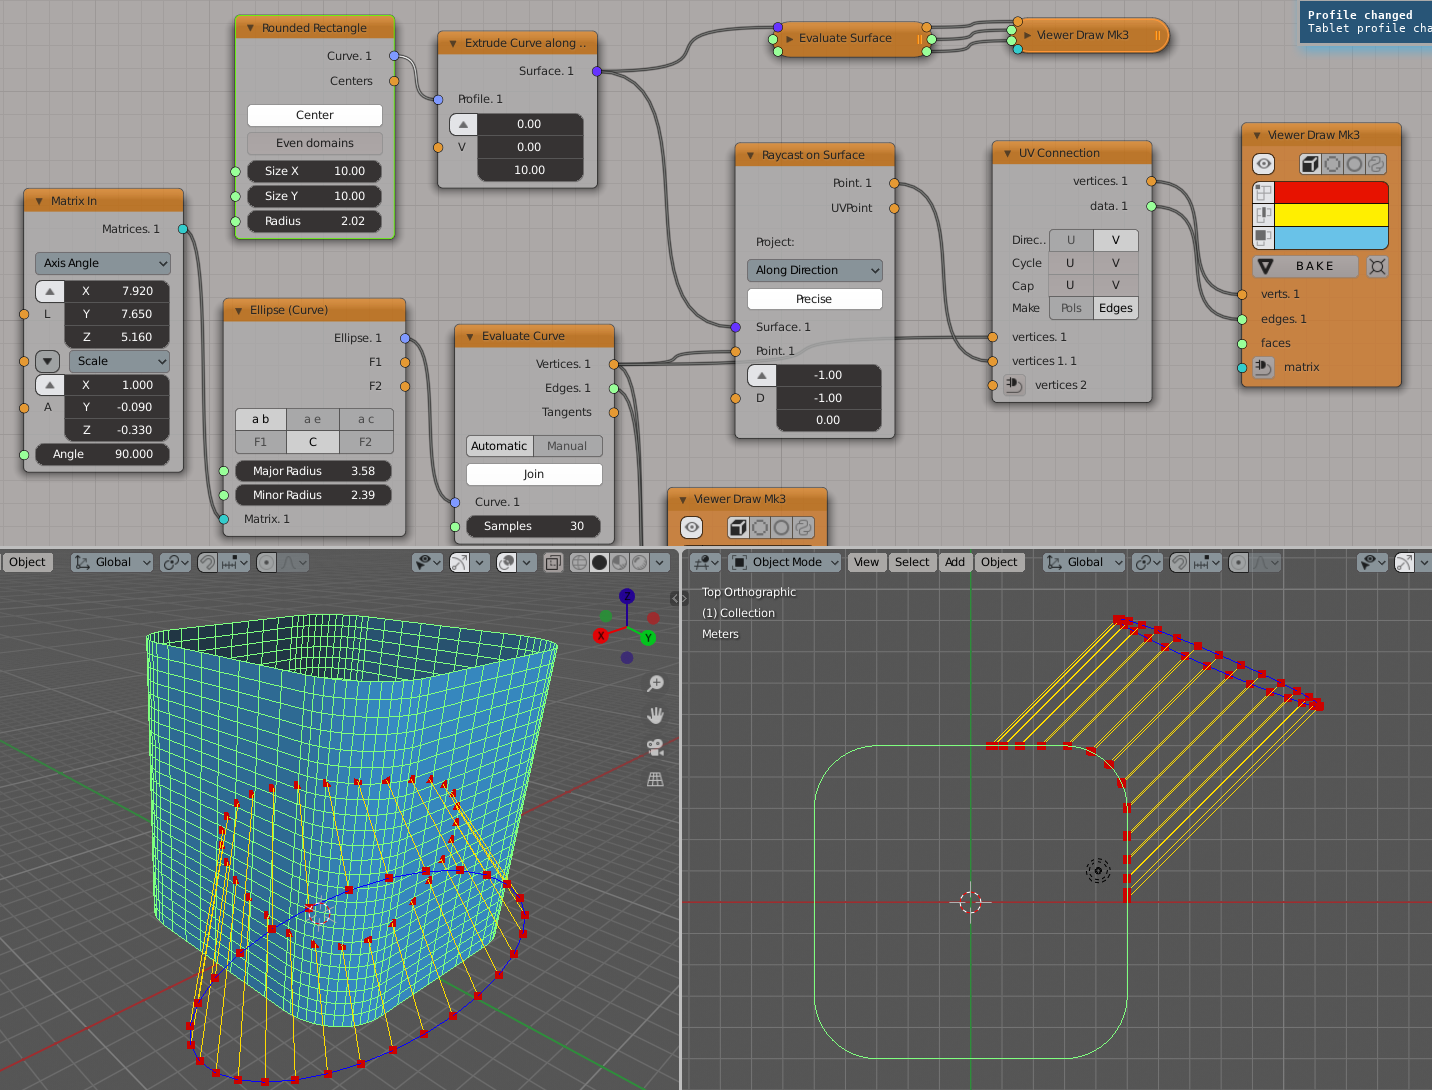 Profile changed
Tablet profile cha
Rounded Rectangle
Curve. 1
Centers
Center
Even domains
Size X 10.00
Size Y 10.00
Radius 2.02
Extrude Curve along ..
Surface. 1
Profile. 1
0.00
V 0.00
10.00
Evaluate Surface
Viewer Draw Mk3
Matrix In
Matrices. 1
Axis Angle
X 7.920
L Y 7.650
Z 5.160
Scale
X 1.000
A Y -0.090
Z -0.330
Angle 90.000
Ellipse (Curve)
Ellipse. 1
F1
F2
a b a e a c
F1 C F2
Major Radius 3.58
Minor Radius 2.39
Matrix. 1
Evaluate Curve
Vertices. 1
Edges. 1
Tangents
Automatic Manual
Join
Curve. 1
Samples 30
Raycast on Surface
Point. 1
UVPoint
Project:
Along Direction
Precise
Surface. 1
Point. 1
-1.00
D -1.00
0.00
UV Connection
vertices. 1
data. 1
Direc.. U V
Cycle U V
Cap U V
Make Pols Edges
vertices. 1
vertices 1. 1
vertices 2
Viewer Draw Mk3
BAKE
verts. 1
edges. 1
faces
matrix
Viewer Draw Mk3
Object Global
Z
X
Y
Object Mode View Select Add Object Global
Top Orthographic
(1) Collection
Meters